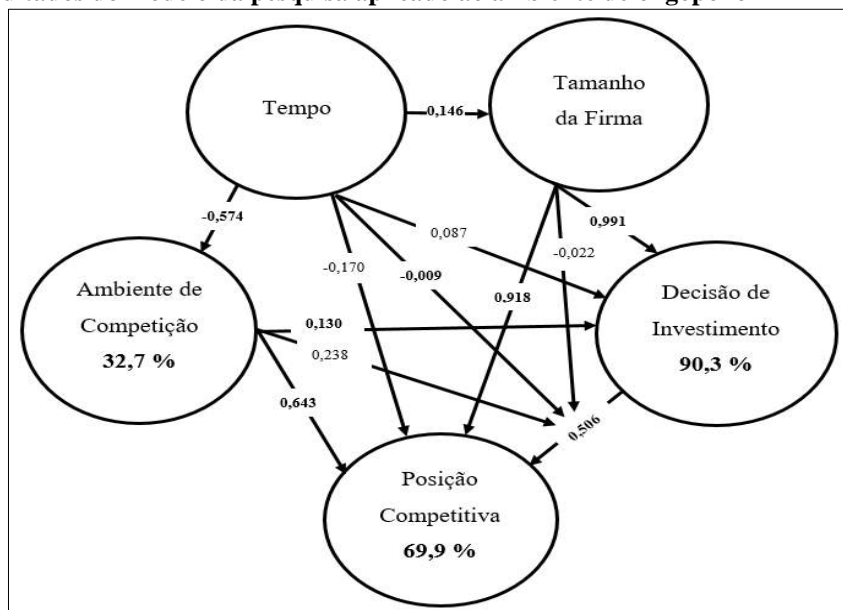 Tempo
0,146
Tamanho
da Firma
-0,574
0,087
0,991
-0,170
-0,009
-0,022
0,918
Ambiente de
Competição
32,7 %
0,130
0,238
0,643
Decisão de
Investimento
90,3 %
0,506
Posição
Competitiva
69,9 %